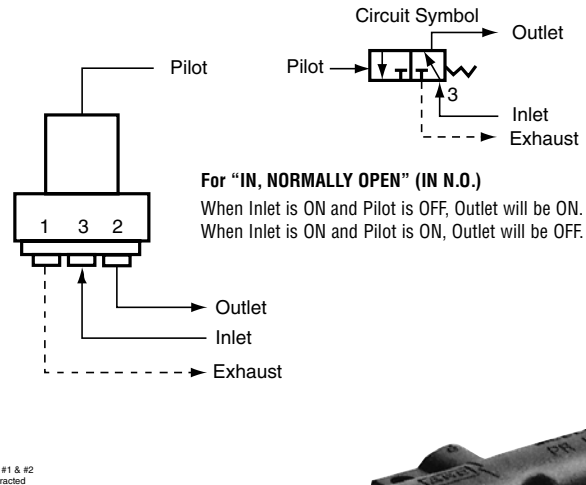 Circuit Symbol
Outlet
Pilot
3
Inlet
Exhaust
Pilot
For “IN, NORMALLY OPEN” (IN N.O.)
When Inlet is ON and Pilot is OFF, Outlet will be ON.
When Inlet is ON and Pilot is ON, Outlet will be OFF.
1 3 2
Outlet
Inlet
Exhaust
#1 & #2
racted